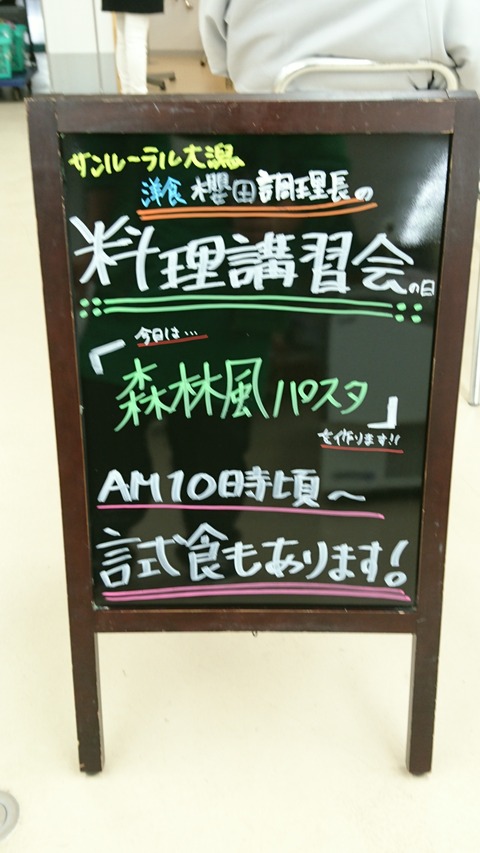 サンルーラル大潟
洋食 櫻田調理長の
料理講習会の日
今日は…
「森林風パスタ」
を作ります!!
AM10時頃~
試食もあります!